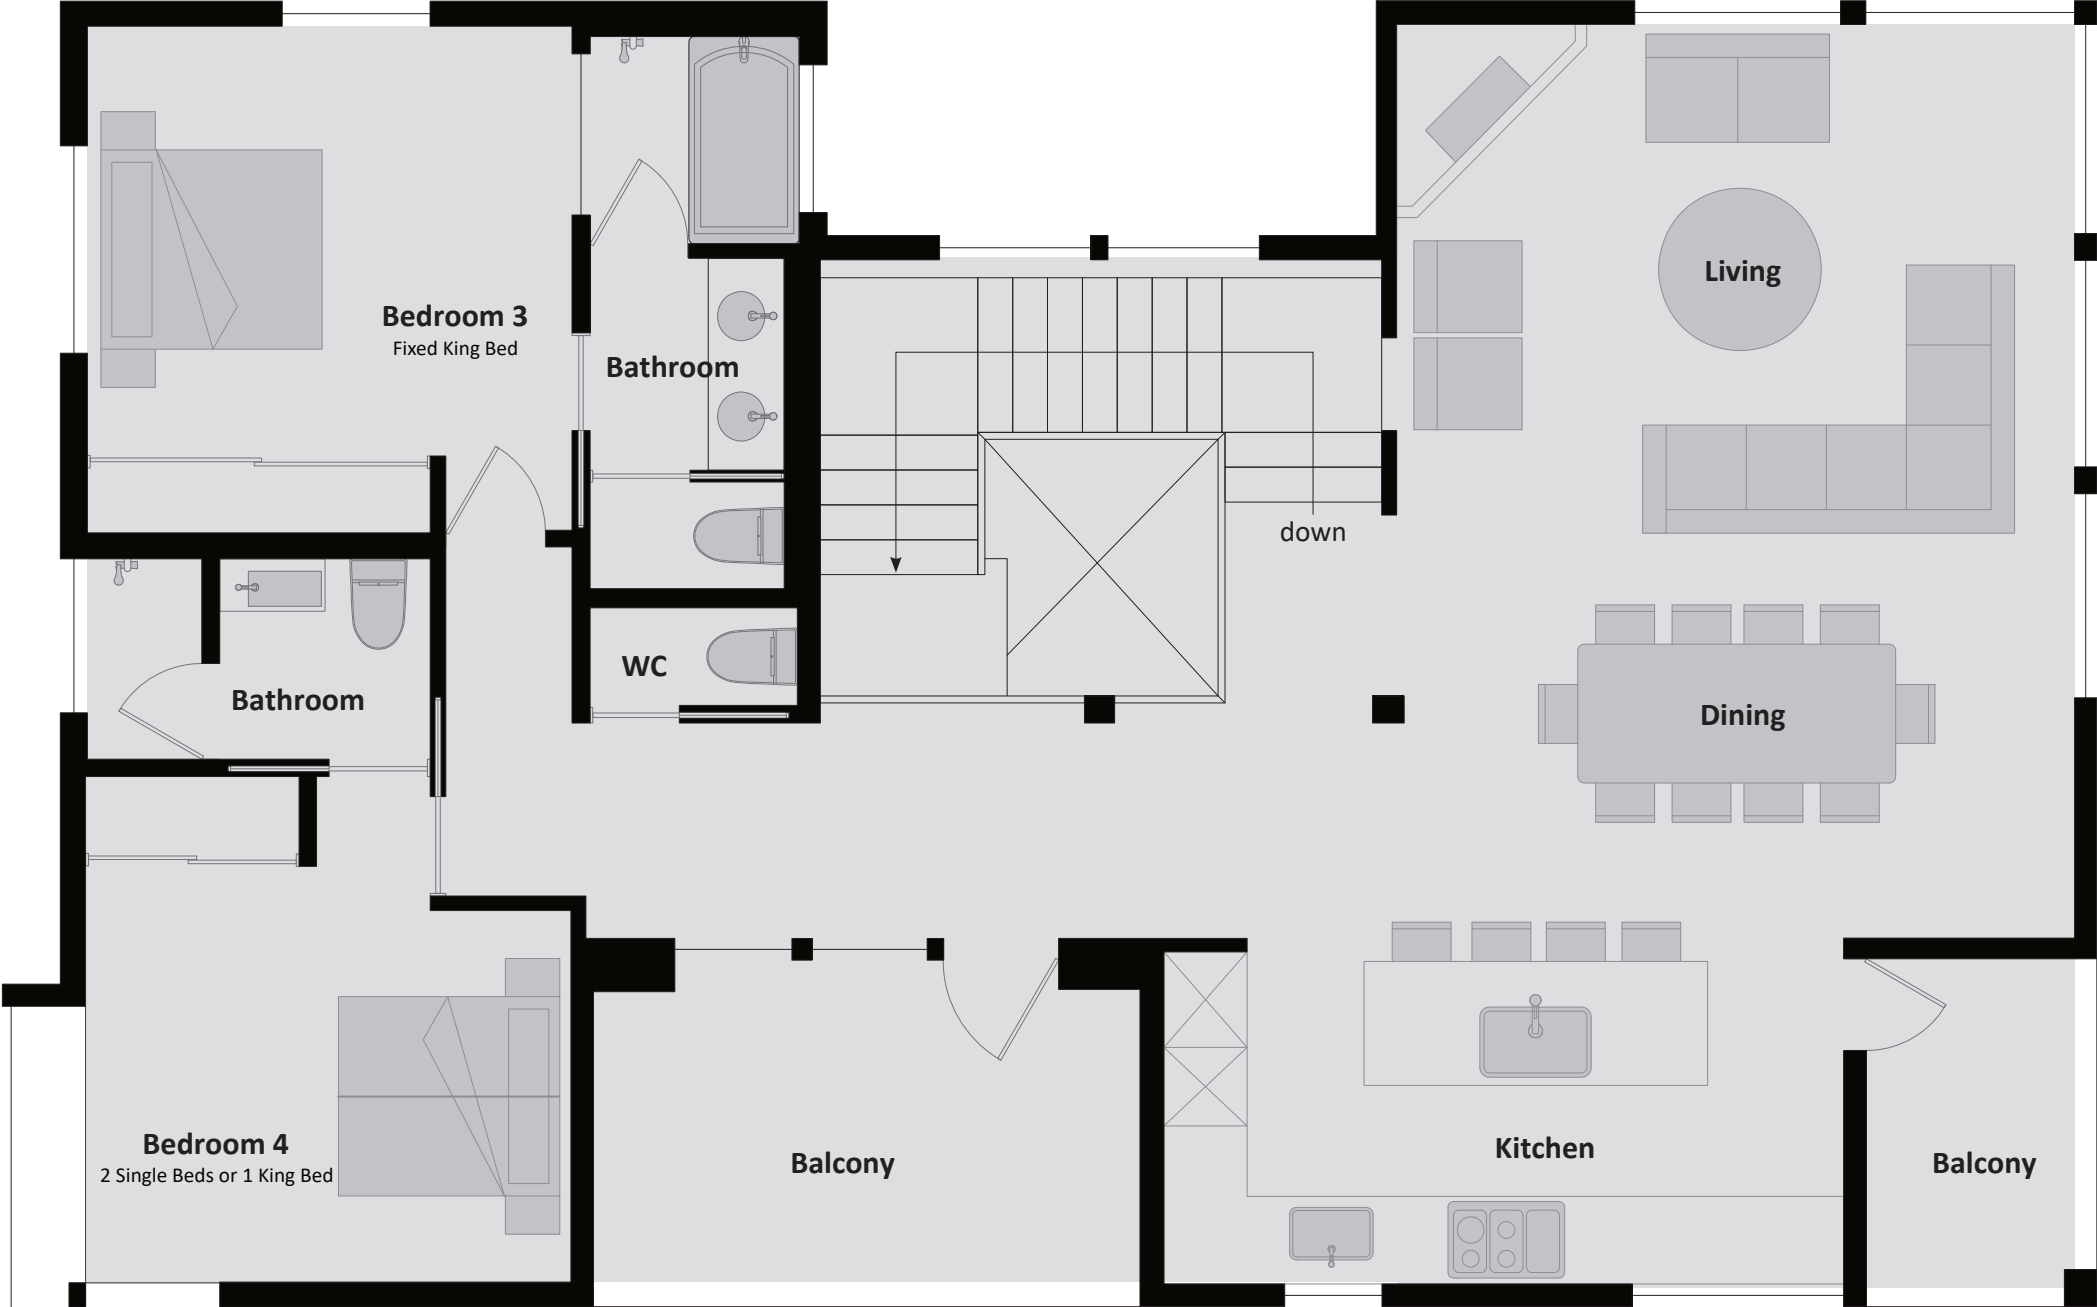 Living
Bedroom 3
Fixed King Bed
Bathroom
down
WC
Bathroom
Dining
Bedroom 4
2 Single Beds or 1 King Bed
Balcony
Kitchen
Balcony